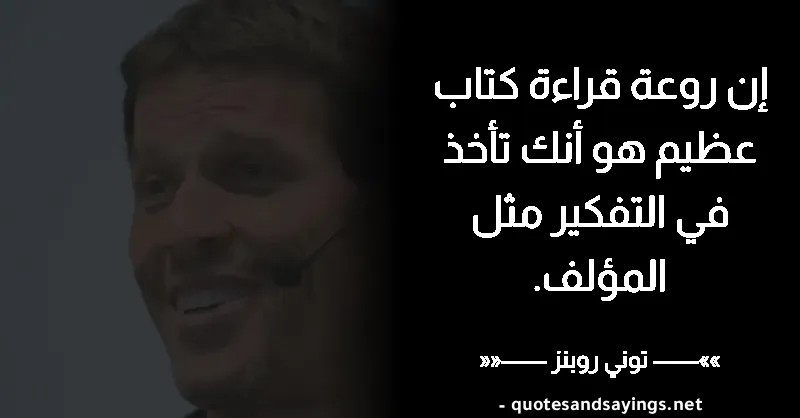 إن روعة قراءة كتاب
عظيم هو أنك تأخذ
في التفكير مثل
المؤلف.
»»—— توني روبنز ——««
- quotesandsayings.net